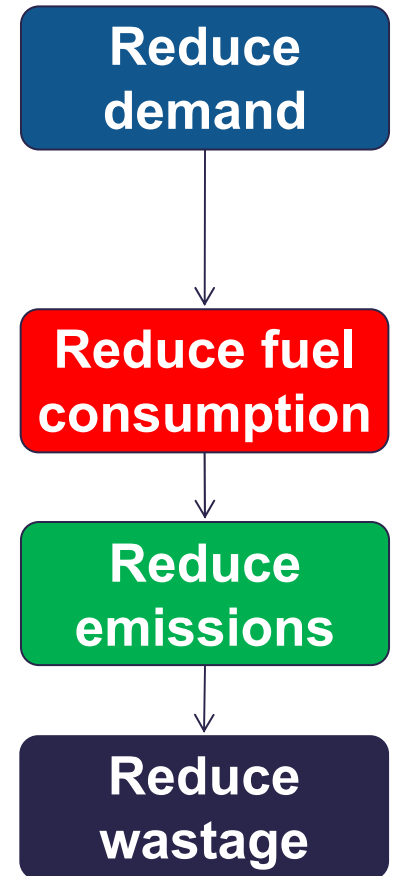 Reduce
demand
Reduce fuel
consumption
Reduce
emissions
Reduce
wastage